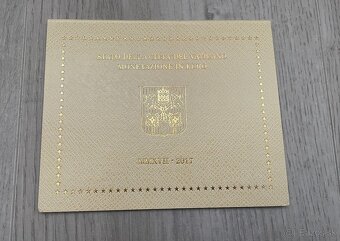 STATO DELLA CITTÀ DEL VATICANO
MONETAZIONE IN EURO
MMXVII - 2017